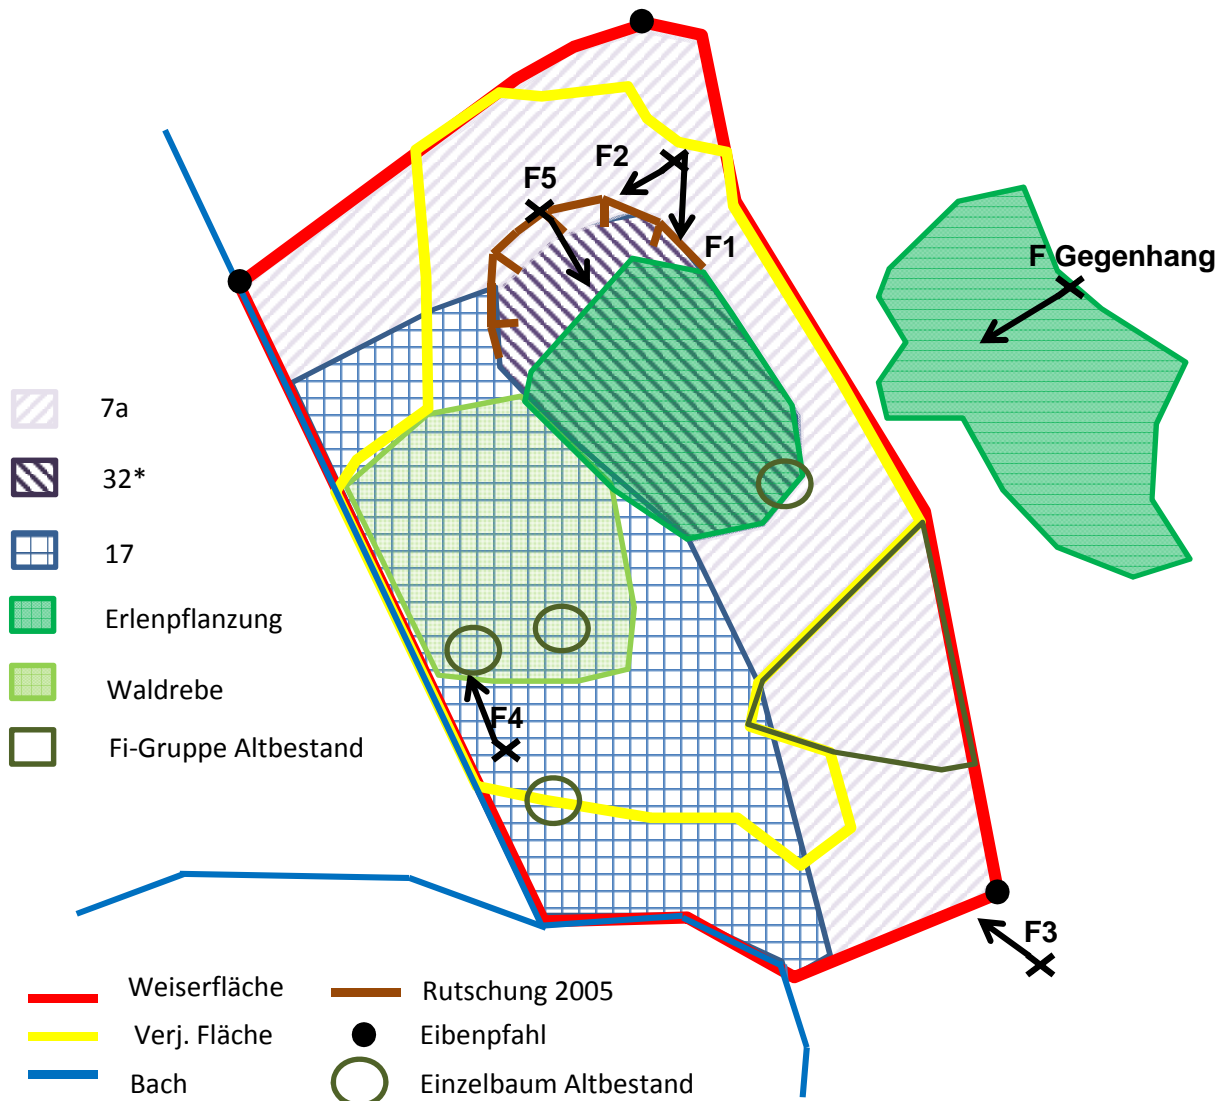 F2
F5
F1
F Gegenhang
7a
32*
17
Erlenpflanzung
Waldrebe
F4
Fi-Gruppe Altbestand
F3
Weiserfläche
Rutschung 2005
Verj. Fläche
Eibenpfahl
Bach
Einzelbaum Altbestand